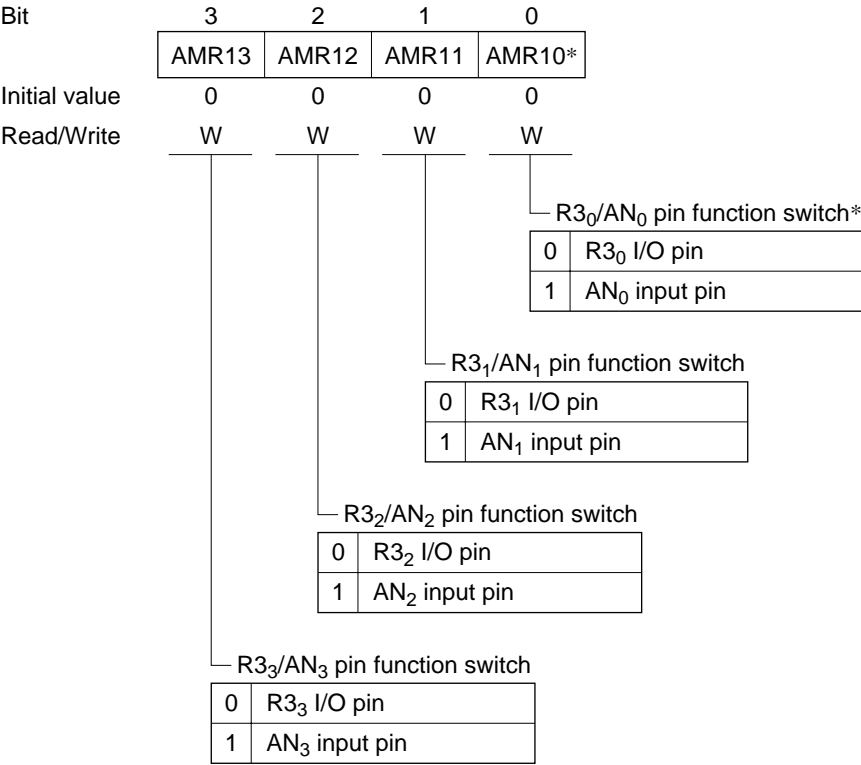 Bit 3 2 1 0
AMR13 AMR12 AMR11 AMR10*
Initial value 0 0 0 0
Read/Write W W W W
R3₀/AN₀ pin function switch*
0 R3₀ I/O pin
1 AN₀ input pin
R3₁/AN₁ pin function switch
0 R3₁ I/O pin
1 AN₁ input pin
R3₂/AN₂ pin function switch
0 R3₂ I/O pin
1 AN₂ input pin
R3₃/AN₃ pin function switch
0 R3₃ I/O pin
1 AN₃ input pin